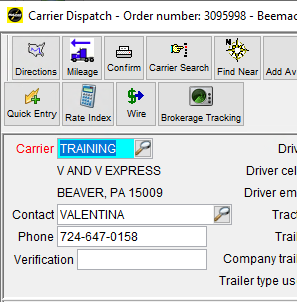 Carrier Dispatch - Order number: 3095998 - Beemac
Directions Mileage Confirm Carrier Search Find Near Add Av
Quick Entry Rate Index Wire Brokerage Tracking
Carrier TRAINING Driv
V AND V EXPRESS Driver cel
BEAVER, PA 15009 Driver em
Contact VALENTINA Tract
Phone 724-647-0158 Trail
Verification Company trail
Trailer type us